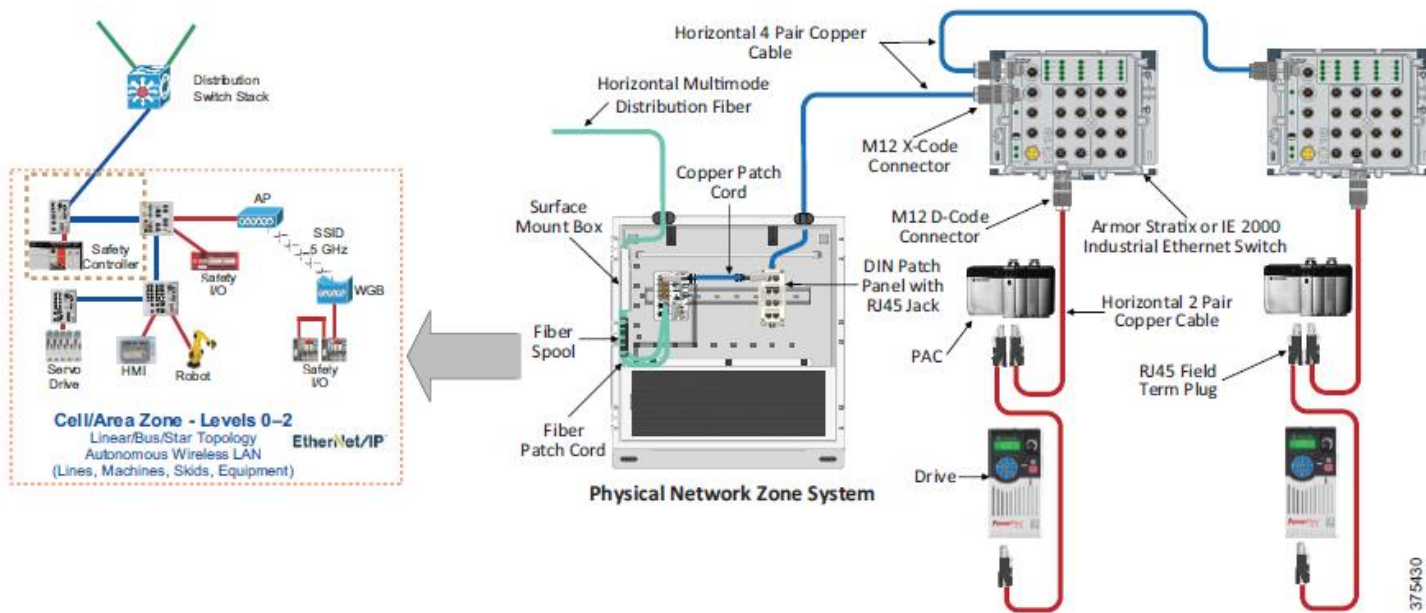 Distribution
Switch Stack
AP
SSID
5 GHz
Safety
Controller
Safety
I/O
WGB
Servo
Drive
HMI
Robot
Safety
I/O
Cell/Area Zone - Levels 0–2
Linear/Bus/Star Topology
Autonomous Wireless LAN
(Lines, Machines, Skids, Equipment)
EtherNet/IP
Horizontal Multimode
Distribution Fiber
Surface
Mount Box
Copper Patch
Cord
Fiber
Spool
Fiber
Patch Cord
Physical Network Zone System
Horizontal 4 Pair Copper
Cable
M12 X-Code
Connector
M12 D-Code
Connector
Armor Stratix or IE 2000
Industrial Ethernet Switch
DIN Patch
Panel with
RJ45 Jack
Horizontal 2 Pair
Copper Cable
PAC
RJ45 Field
Term Plug
Drive
375430